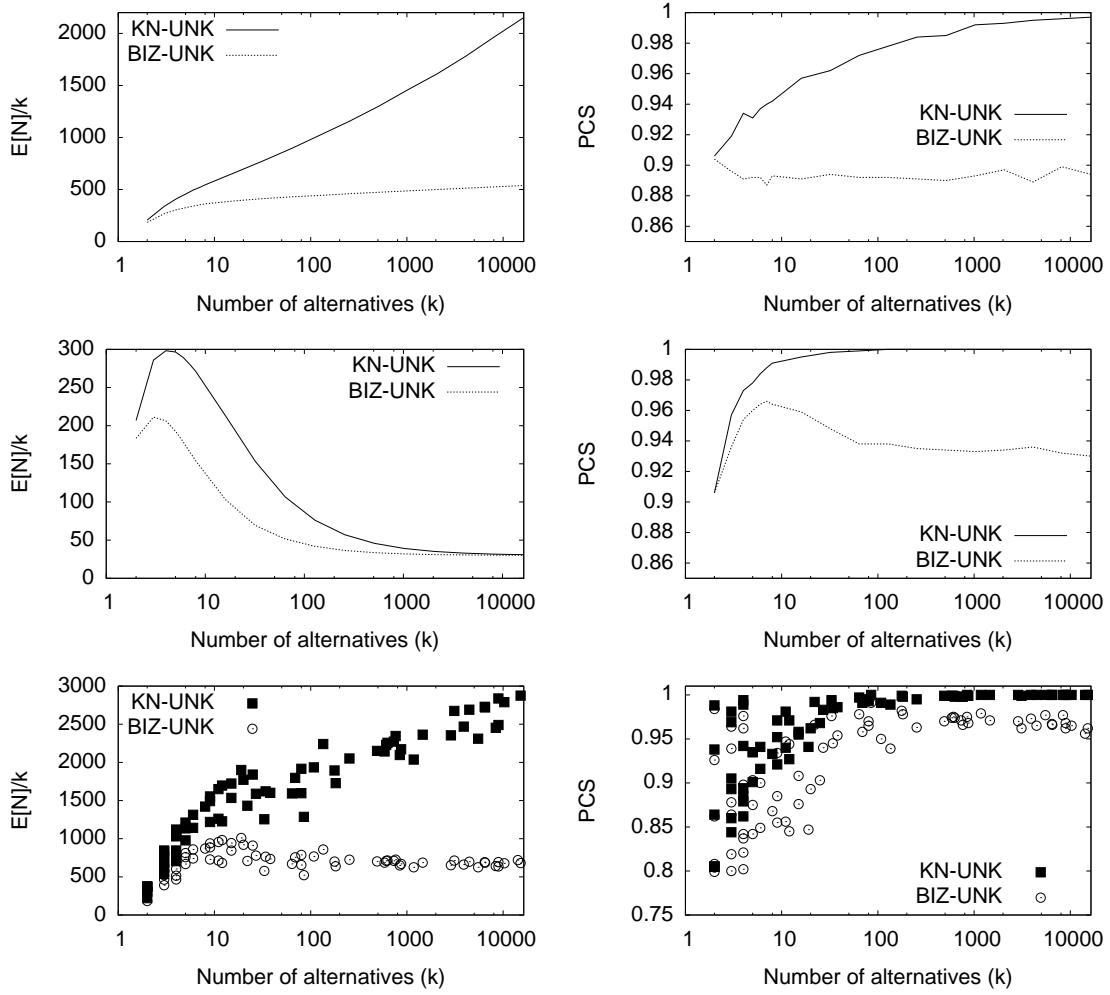 2000
1500
1000
500
0
1 10 100 1000 10000
E[N]/k
Number of alternatives (k)
KN-UNK
BIZ-UNK
1
0.98
0.96
0.94
0.92
0.9
0.88
0.86
1 10 100 1000 10000
PCS
Number of alternatives (k)
KN-UNK
BIZ-UNK
300
250
200
150
100
50
0
1 10 100 1000 10000
E[N]/k
Number of alternatives (k)
KN-UNK
BIZ-UNK
1
0.98
0.96
0.94
0.92
0.9
0.88
0.86
1 10 100 1000 10000
PCS
Number of alternatives (k)
KN-UNK
BIZ-UNK
3000
2500
2000
1500
1000
500
0
1 10 100 1000 10000
E[N]/k
Number of alternatives (k)
KN-UNK
BIZ-UNK
1
0.95
0.9
0.85
0.8
0.75
1 10 100 1000 10000
PCS
Number of alternatives (k)
KN-UNK
BIZ-UNK